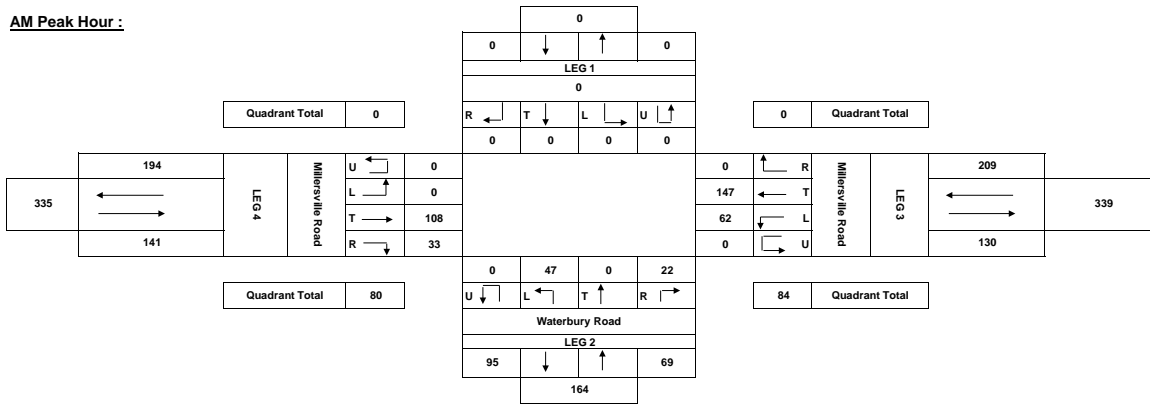 AM Peak Hour :
0
0 0
LEG 1
0
Quadrant Total 0
R T L U
0 Quadrant Total
0 0 0 0
194
335
141
LEG 4
Millersville Road
U 0
L 0
T 108
R 33
0 R
147 T
62 L
0 U
Millersville Road
LEG 3
209
339
130
0 47 0 22
Quadrant Total 80
U L T R
84 Quadrant Total
Waterbury Road
LEG 2
95 69
164